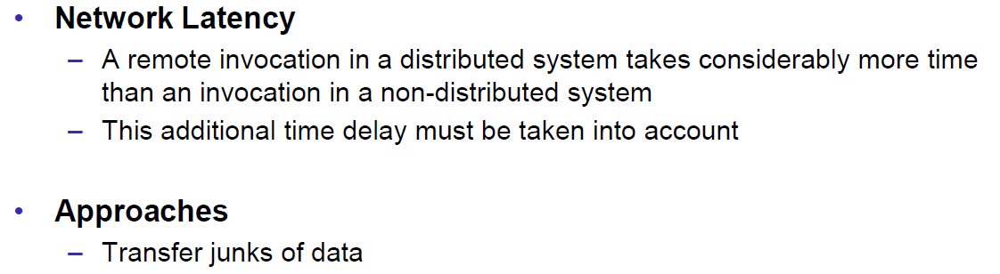 • Network Latency
– A remote invocation in a distributed system takes considerably more time
than an invocation in a non-distributed system
– This additional time delay must be taken into account
• Approaches
– Transfer junks of data